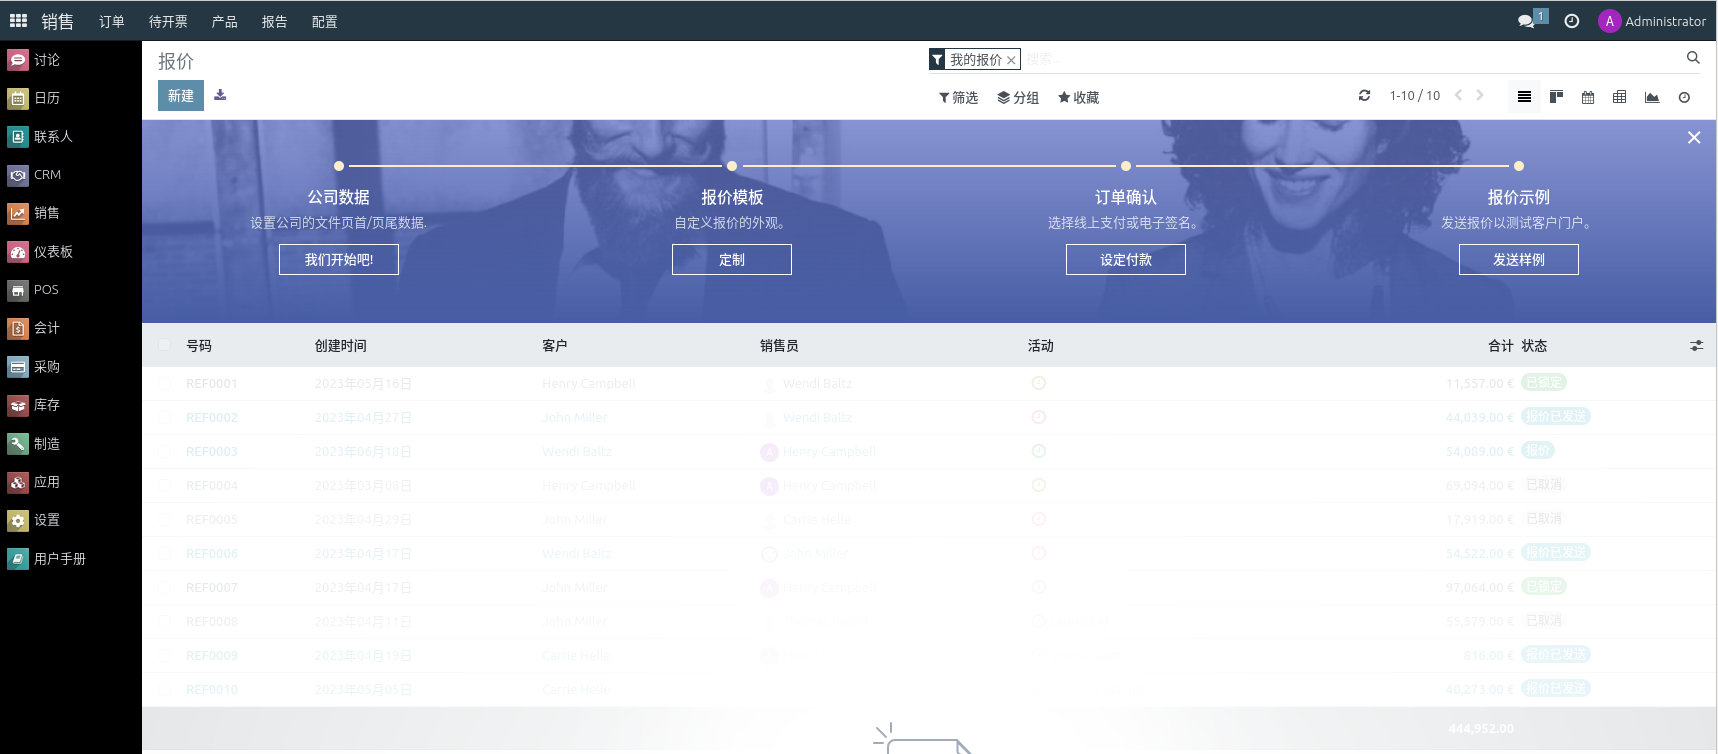 销售 订单 待开票 产品 报告 配置 1 A Administrator
讨论
日历
联系人
CRM
销售
仪表板
POS
会计
采购
库存
制造
应用
设置
用户手册
报价
我的报价 搜索...
新建
筛选 分组 收藏
1-10 / 10
公司数据 报价模板 订单确认 报价示例
设置公司的文件页首/页尾数据. 自定义报价的外观。 选择线上支付或电子签名。 发送报价以测试客户门户。
我们开始吧! 定制 设定付款 发送样例
号码 创建时间 客户 销售员 活动 合计 状态
REF0001 2023年05月16日 Henry Campbell Wendi Baltz 11,557.00 € 已锁定
REF0002 2023年04月27日 John Miller Wendi Baltz 44,039.00 € 报价已发送
REF0003 2023年06月18日 Wendi Baltz A Henry Campbell 54,089.00 € 报价
REF0004 2023年03月08日 Henry Campbell A Henry Campbell 69,094.00 € 已取消
REF0005 2023年04月29日 John Miller Carrie Helle 17,919.00 € 已取消
REF0006 2023年04月17日 Wendi Baltz John Miller 54,522.00 € 报价已发送
REF0007 2023年04月17日 John Miller Henry Campbell 97,064.00 € 已锁定
REF0008 2023年04月11日 John Miller 55,579.00 € 已取消
REF0009 2023年04月19日 Carrie Helle 816.00 € 报价已发送
REF0010 2023年05月05日 Carrie Helle 40,273.00 € 报价已发送
444,952.00